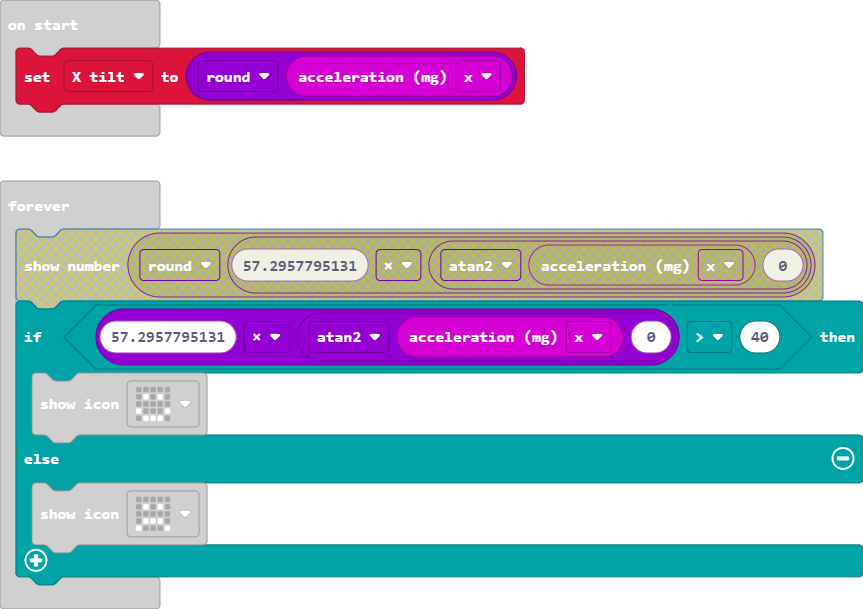 on start
set X tilt to round acceleration (mg) x
forever
show number round 57.2957795131 × atan2 acceleration (mg) x 0
if 57.2957795131 × atan2 acceleration (mg) x 0 > 40 then
show icon
else
show icon